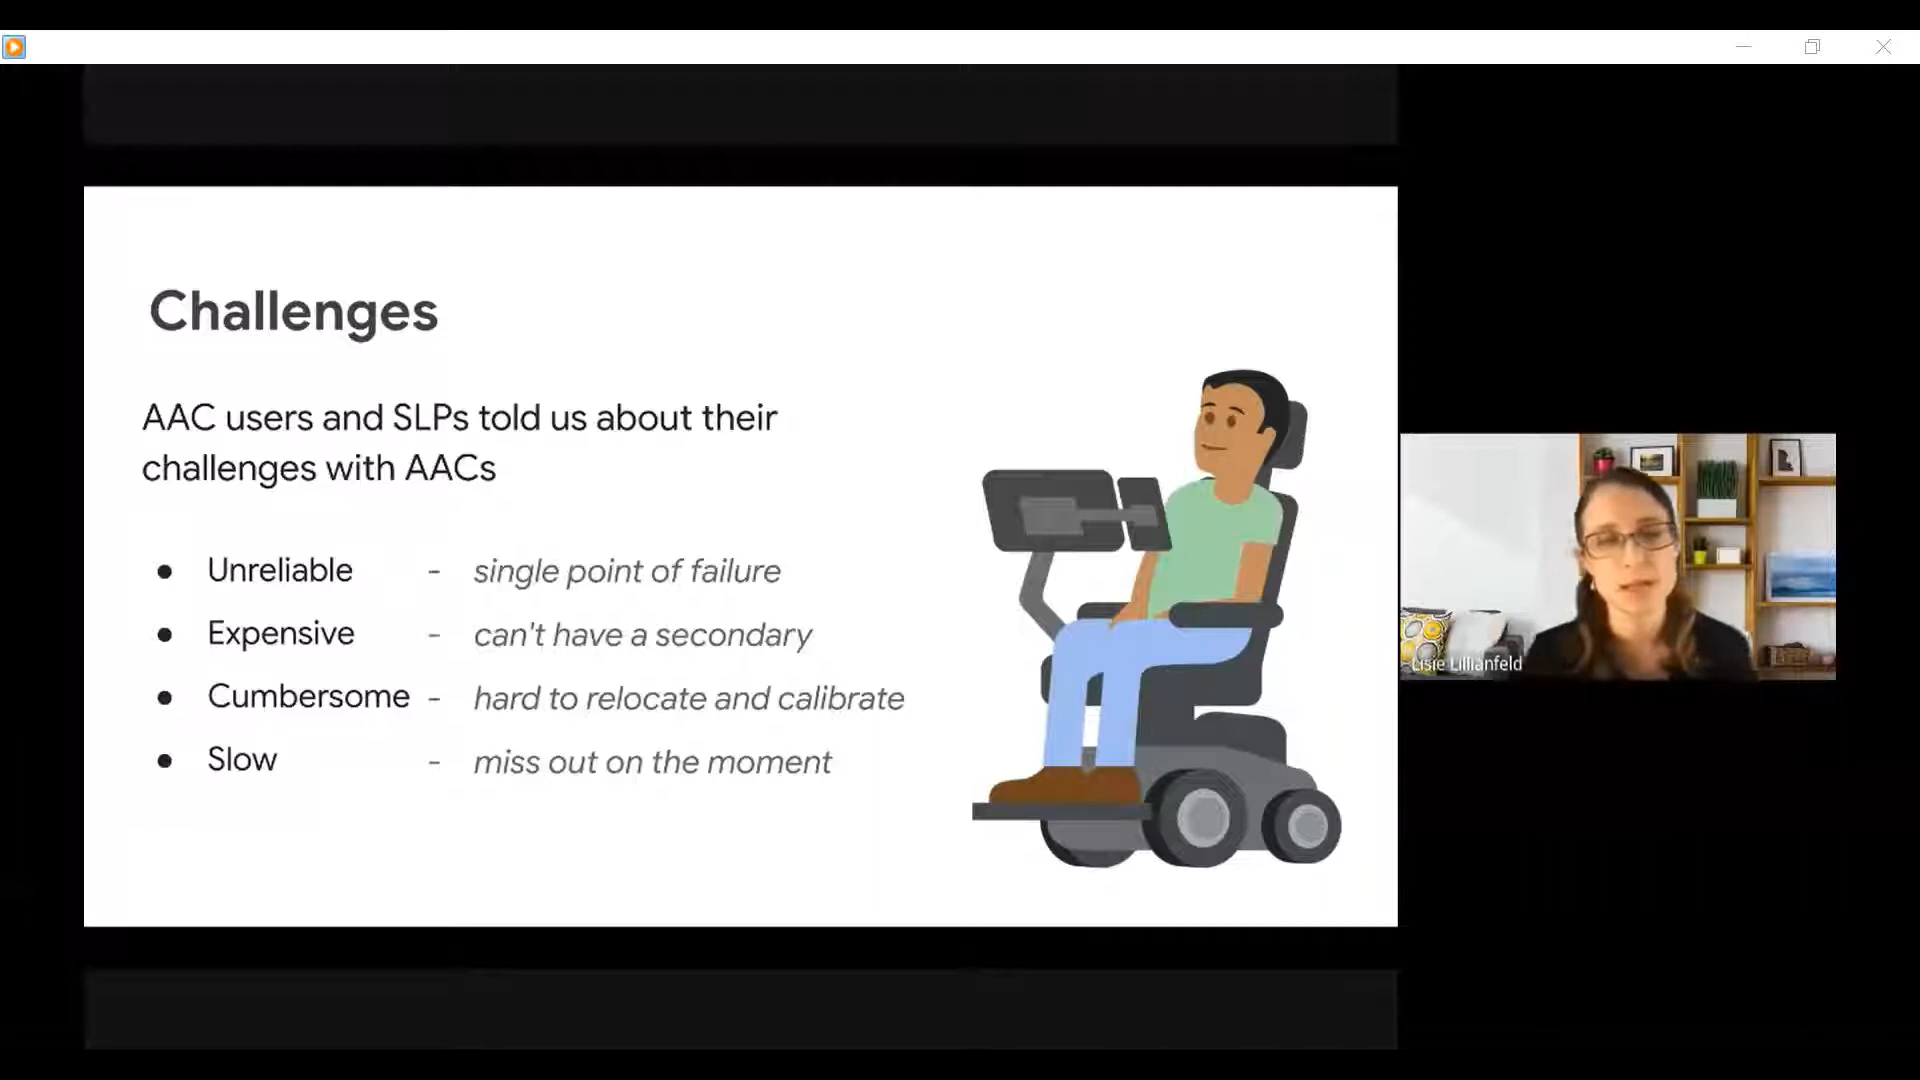 Challenges
AAC users and SLPs told us about their
challenges with AACs
● Unreliable - single point of failure
● Expensive - can't have a secondary
● Cumbersome - hard to relocate and calibrate
● Slow - miss out on the moment
Lisie Lillianfeld